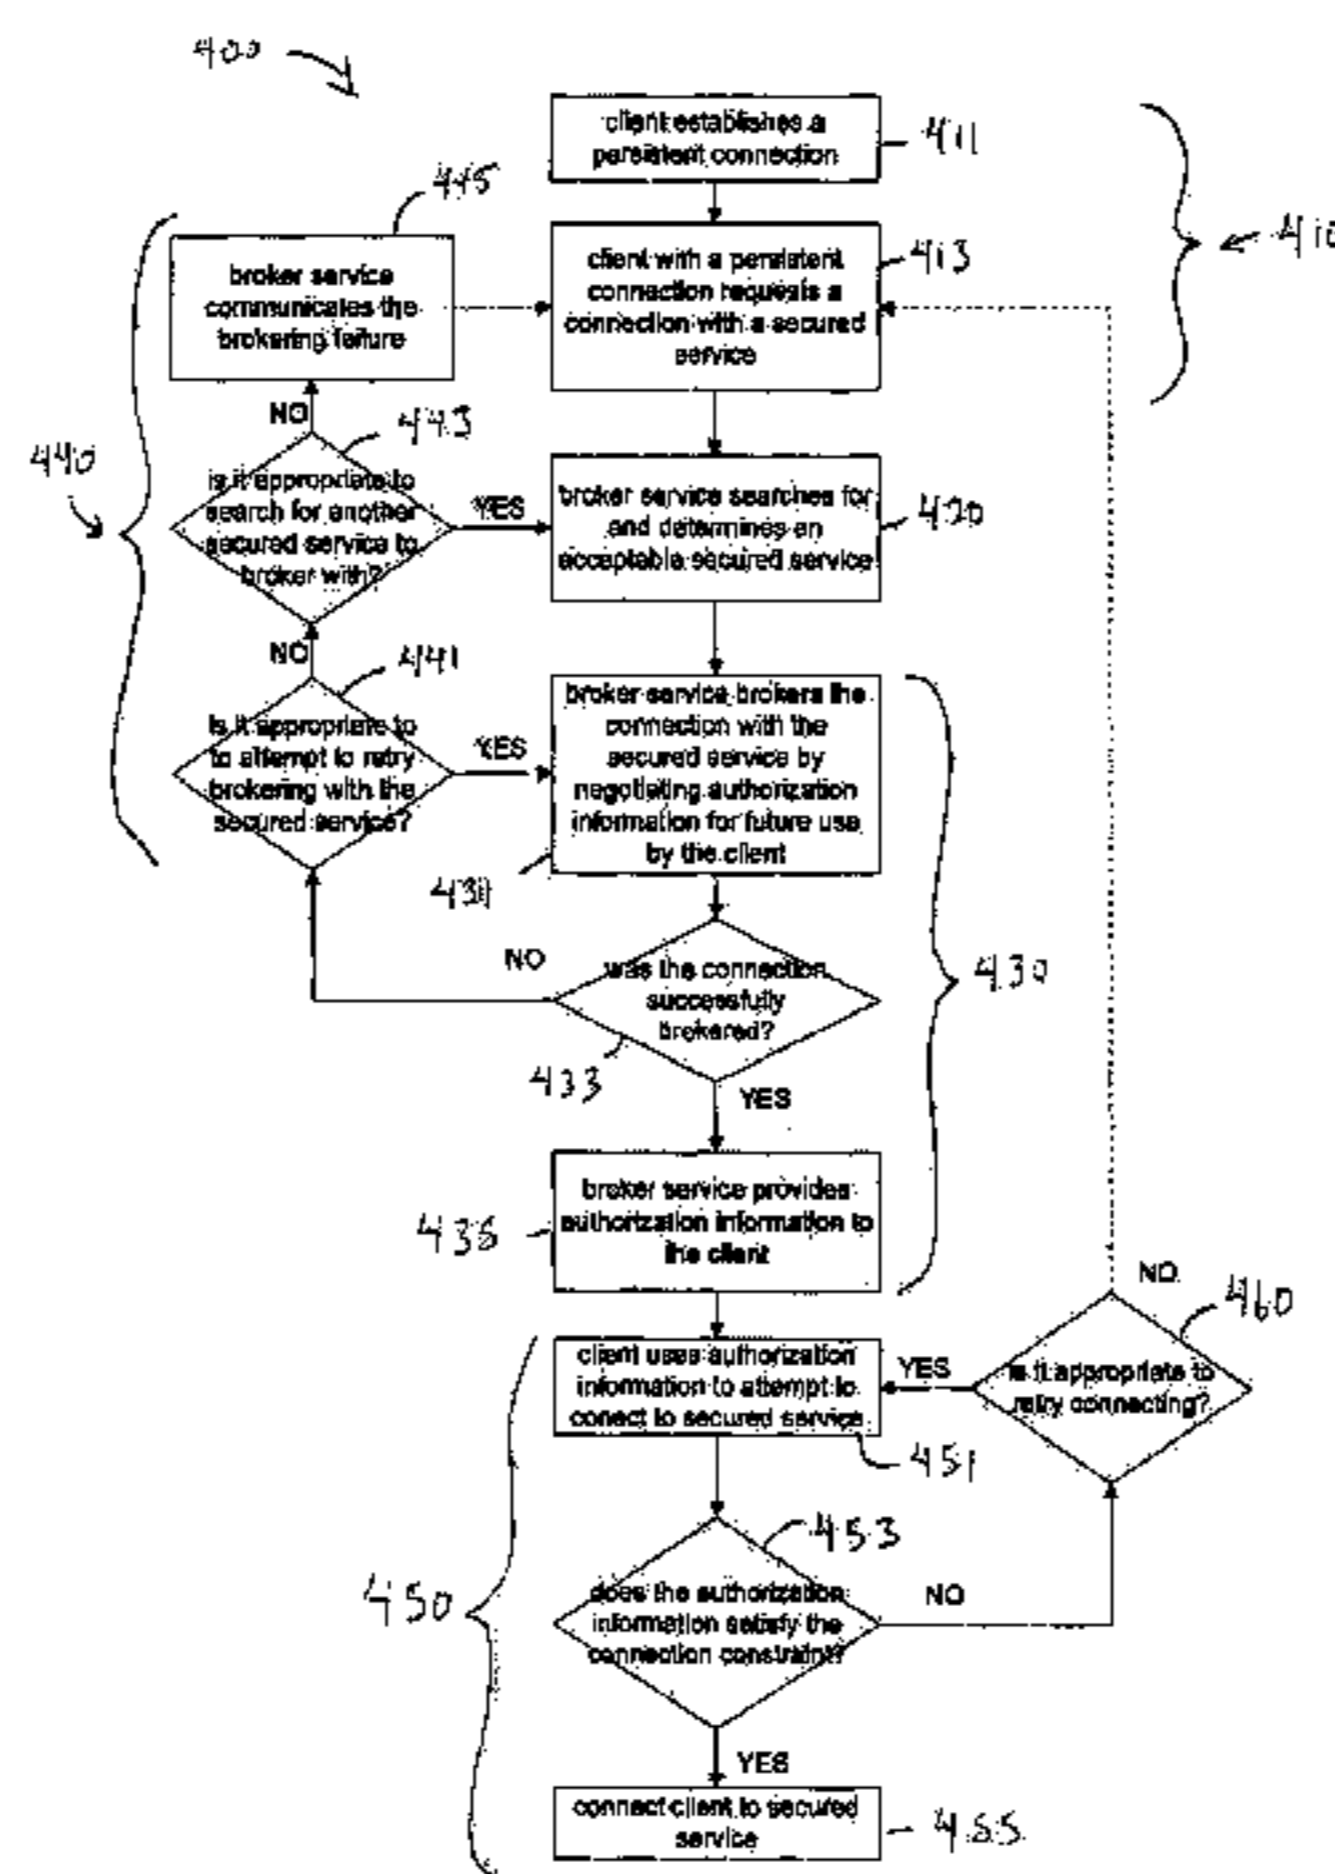 400
client establishes a
persistent connection
411
445
410
broker service
communicates the
brokering failure
client with a persistent
connection requests a
connection with a secured
service
413
NO
443
440
is it appropriate to
search for another
secured service to
broker with?
YES
broker service searches for
and determines an
acceptable secured service
420
NO
441
is it appropriate to
to attempt to retry
brokering with the
secured service?
YES
broker service brokers the
connection with the
secured service by
negotiating authorization
information for future use
by the client
431
NO
was the connection
successfully
brokered?
430
433
YES
broker service provides
authorization information to
the client
435
NO
460
client uses authorization
information to attempt to
conect to secured service
YES
is it appropriate to
retry connecting?
451
453
450
does the authorization
information satisfy the
connection constraint?
NO
YES
connect client to secured
service
455